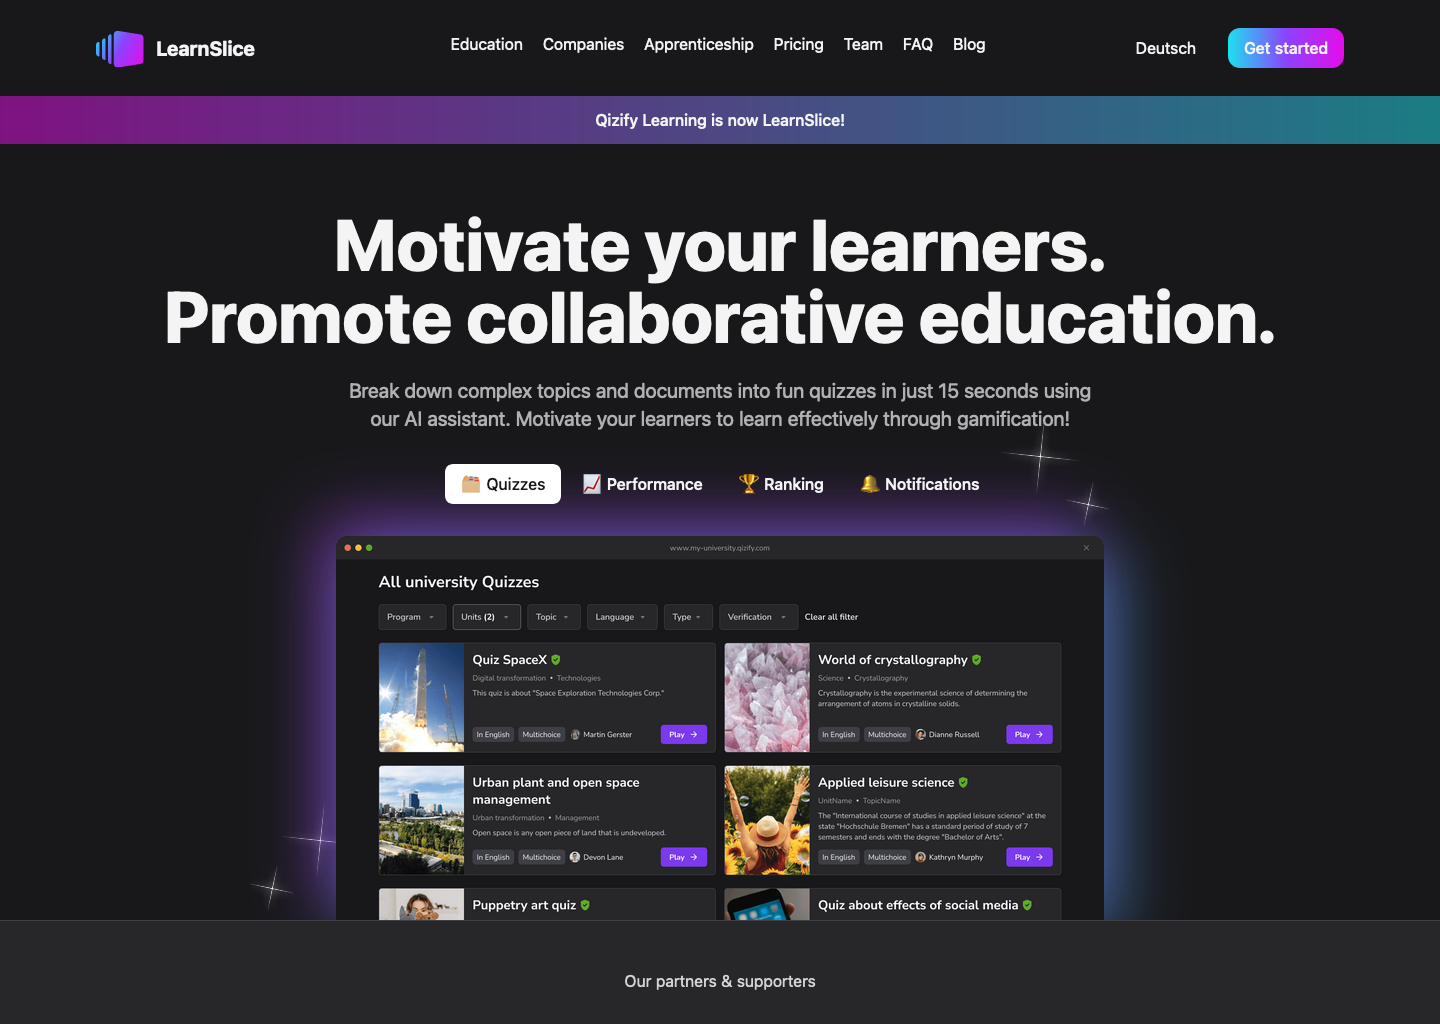 LearnSlice
Education Companies Apprenticeship Pricing Team FAQ Blog
Deutsch
Get started
Qizify Learning is now LearnSlice!
Motivate your learners.
Promote collaborative education.
Break down complex topics and documents into fun quizzes in just 15 seconds using
our AI assistant. Motivate your learners to learn effectively through gamification!
Quizzes Performance Ranking Notifications
www.my-university.qizify.com
All university Quizzes
Program Units (2) Topic Language Type Verification Clear all filter
Quiz SpaceX
Digital transformation • Technologies
This quiz is about "Space Exploration Technologies Corp."
In English Multichoice Martin Gerster Play
World of crystallography
Science • Crystallography
Crystallography is the experimental science of determining the
arrangement of atoms in crystalline solids.
In English Multichoice Dianne Russell Play
Urban plant and open space
management
Urban transformation • Management
Open space is any open piece of land that is undeveloped.
In English Multichoice Devon Lane Play
Applied leisure science
UnitName • TopicName
The "International course of studies in applied leisure science" at the
state "Hochschule Bremen" has a standard period of study of 7
semesters and ends with the degree "Bachelor of Arts".
In English Multichoice Kathryn Murphy Play
Puppetry art quiz
Quiz about effects of social media
Our partners & supporters